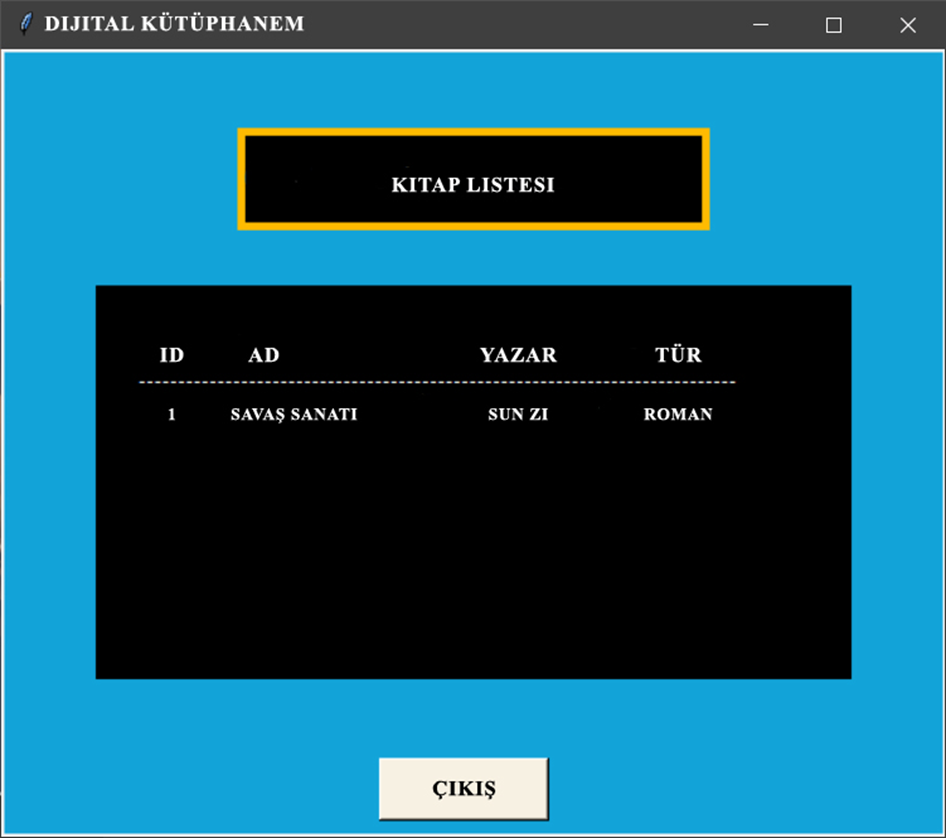 DIJITAL KÜTÜPHANEM
KITAP LISTESI
ID AD YAZAR TÜR
--------------------------------------------------------------------------------
1 SAVAŞ SANATI SUN ZI ROMAN
ÇIKIŞ